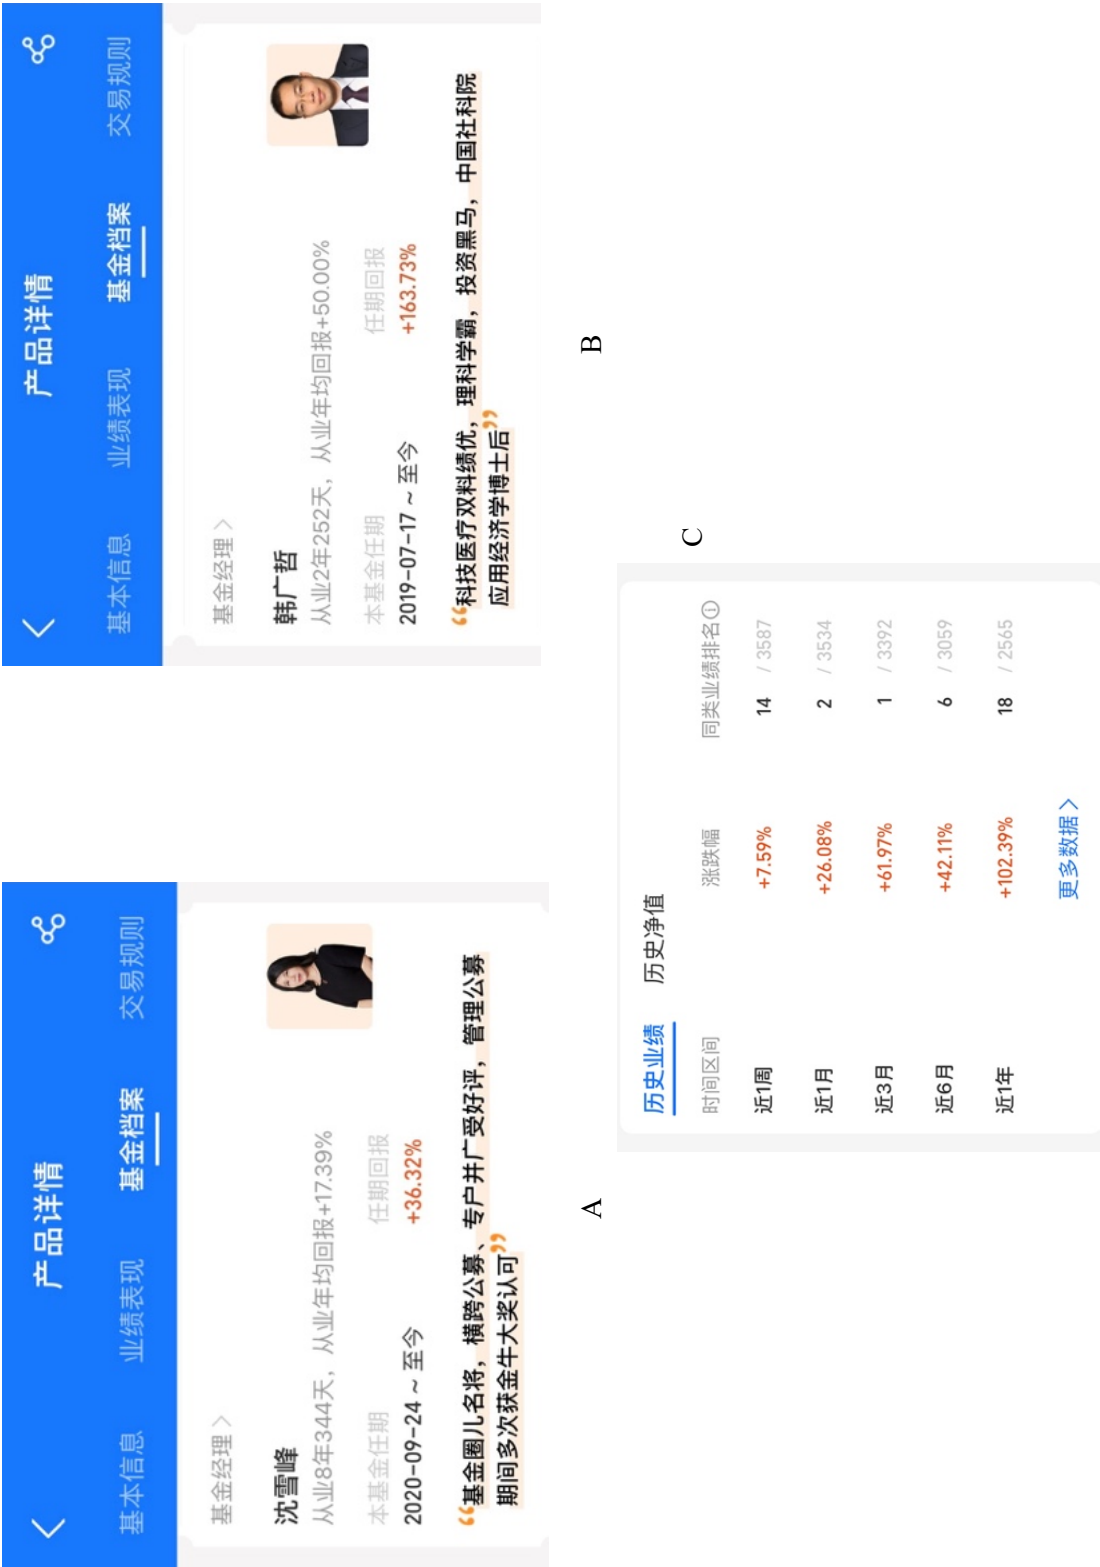 产品详情
基本信息 业绩表现 基金档案 交易规则
基金经理 >
沈雪峰
从业8年344天，从业年均回报+17.39%
本基金任期 任期回报
2020-09-24 ~ 至今 +36.32%
“基金圈儿名将，横跨公募、专户并广受好评，管理公募
期间多次获金牛大奖认可”
A
产品详情
基本信息 业绩表现 基金档案 交易规则
基金经理 >
韩广哲
从业2年252天，从业年均回报+50.00%
本基金任期 任期回报
2019-07-17 ~ 至今 +163.73%
“科技医疗双料绩优，理科学霸，投资黑马，中国社科院
应用经济学博士后”
B
历史业绩 历史净值
时间区间 涨跌幅 同类业绩排名
近1周 +7.59% 14 / 3587
近1月 +26.08% 2 / 3534
近3月 +61.97% 1 / 3392
近6月 +42.11% 6 / 3059
近1年 +102.39% 18 / 2565
更多数据 >
C